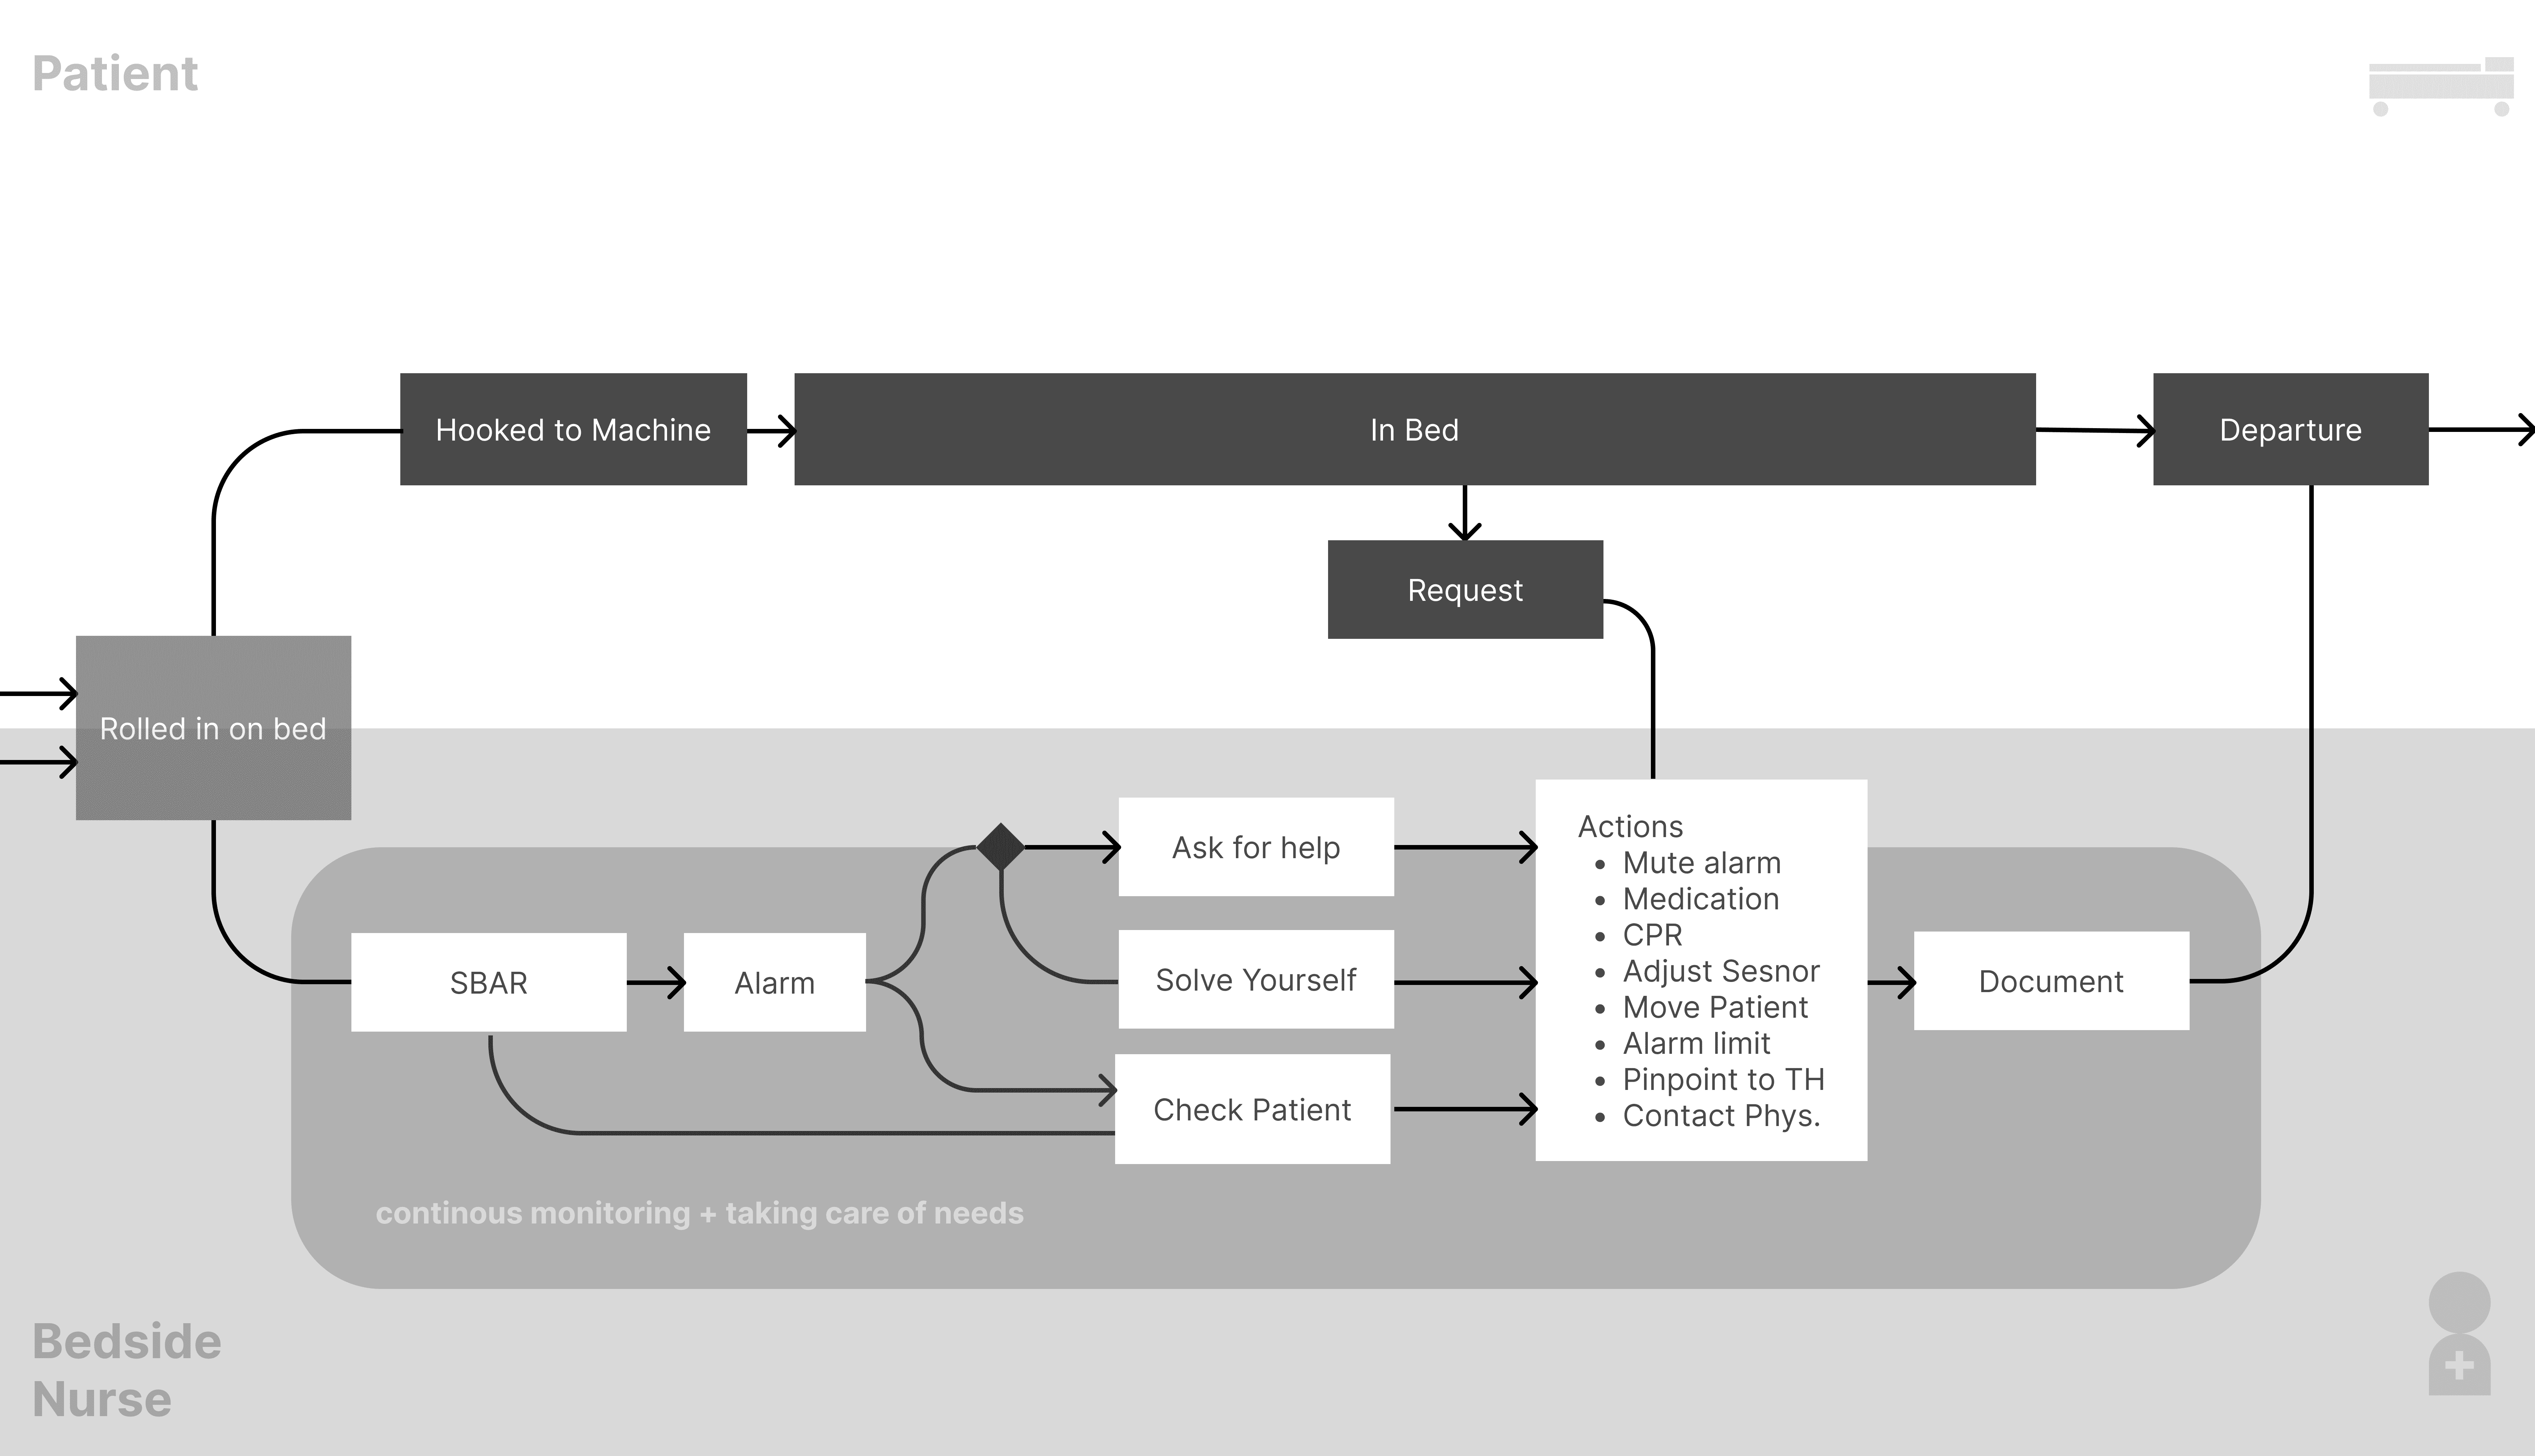 Patient
Hooked to Machine
In Bed
Departure
Request
Rolled in on bed
Ask for help
Solve Yourself
Check Patient
SBAR
Alarm
Actions
• Mute alarm
• Medication
• CPR
• Adjust Sesnor
• Move Patient
• Alarm limit
• Pinpoint to TH
• Contact Phys.
Document
continous monitoring + taking care of needs
Bedside
Nurse